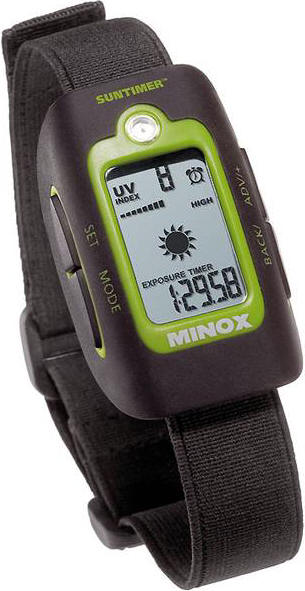 SUNTIMER™
UV 8
INDEX
HIGH
EXPOSURE TIMER
1:29.58
SET
MODE
BACK/-
ADV/+
MINOX